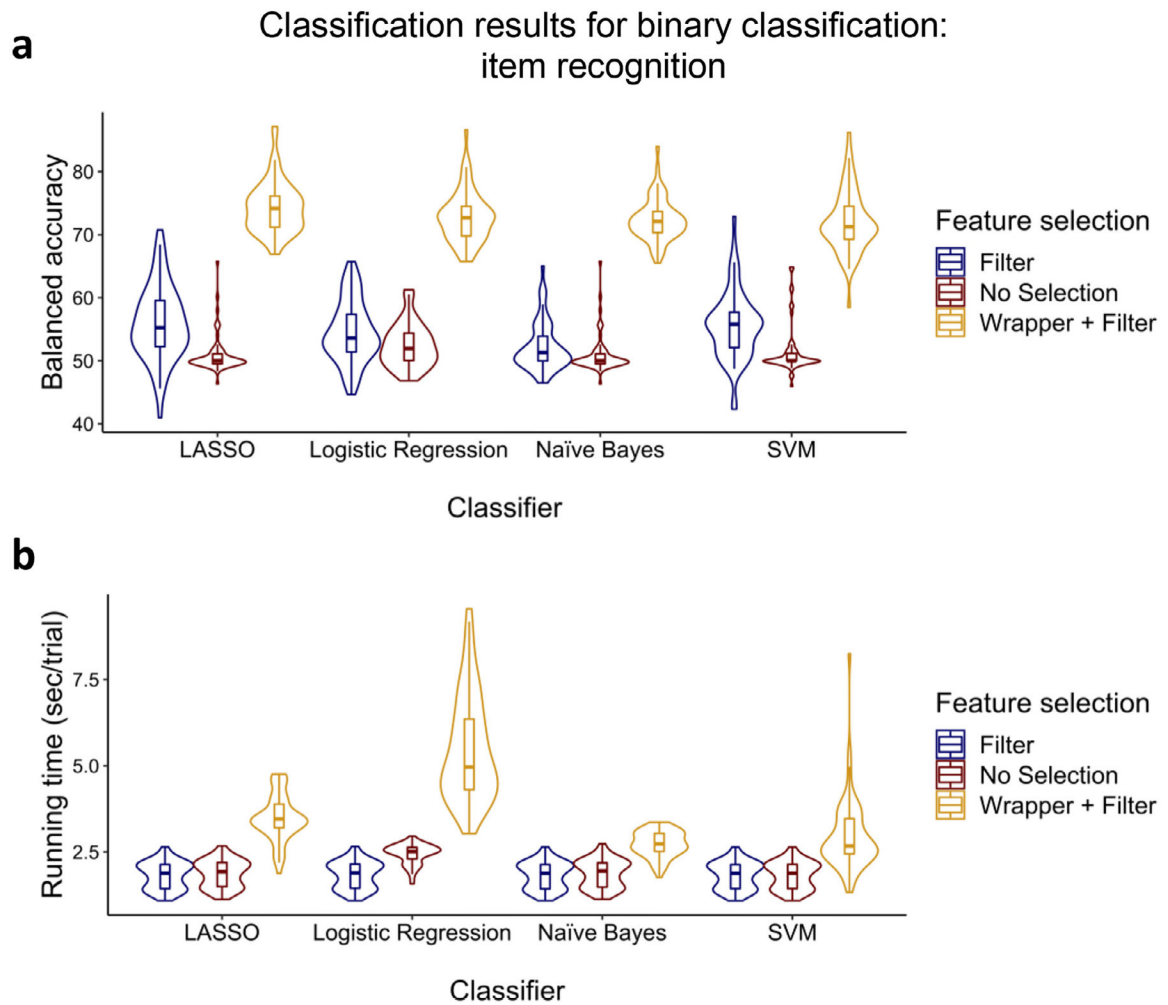 Classification results for binary classification:
item recognition
a
Balanced accuracy
80
70
60
50
40
LASSO Logistic Regression Naïve Bayes SVM
Classifier
Feature selection
Filter
No Selection
Wrapper + Filter
b
Running time (sec/trial)
7.5
5.0
2.5
LASSO Logistic Regression Naïve Bayes SVM
Classifier
Feature selection
Filter
No Selection
Wrapper + Filter